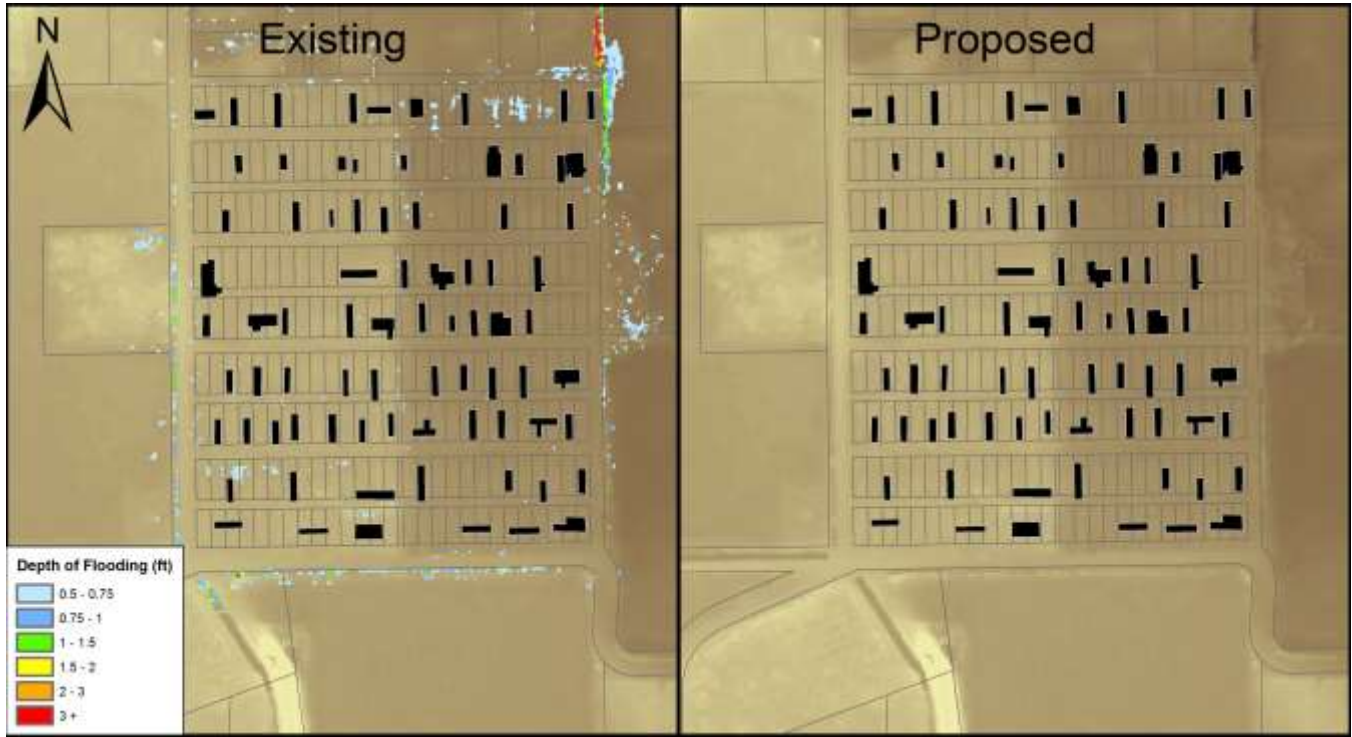 N
Existing
Proposed
Depth of Flooding (ft)
0.5 - 0.75
0.75 - 1
1 - 1.5
1.5 - 2
2 - 3
3 +